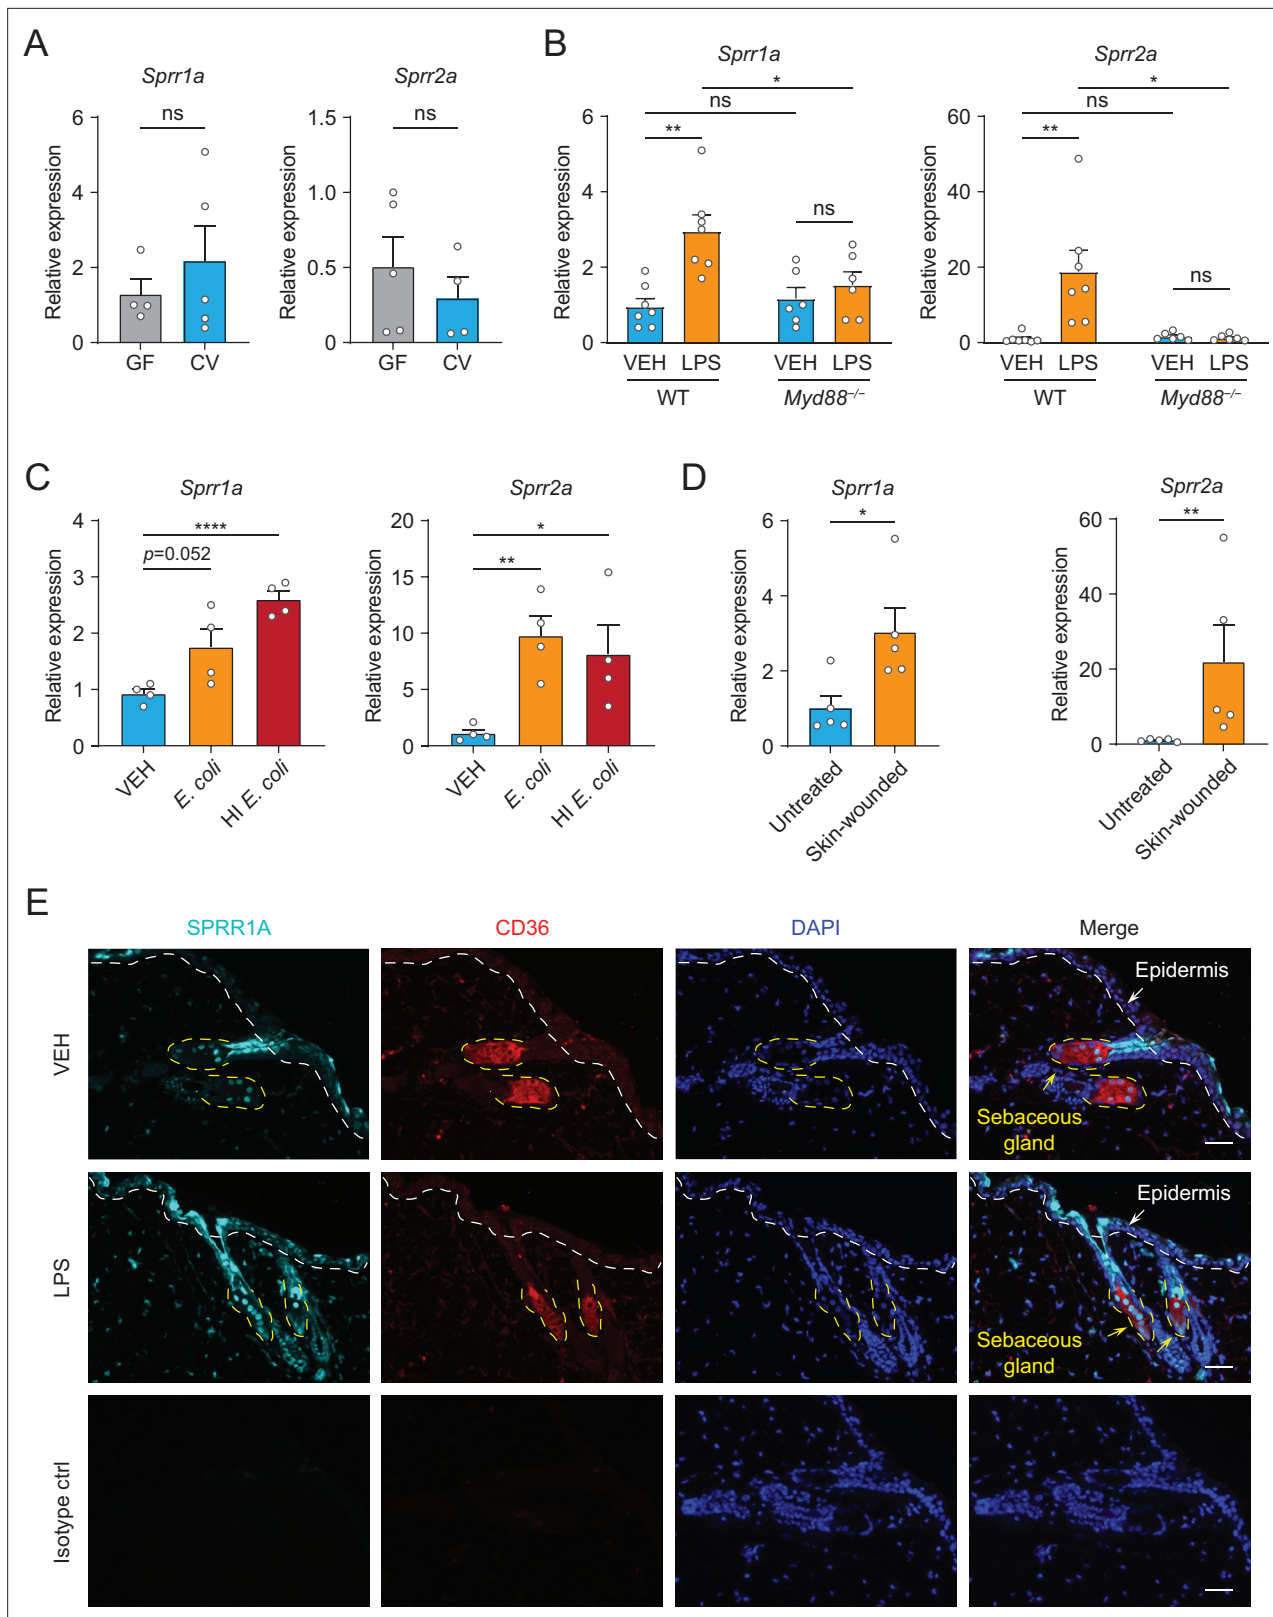 A
Sprr1a
ns
6
4
2
0
Relative expression
GF
CV
Sprr2a
ns
1.5
1.0
0.5
0
Relative expression
GF
CV
B
Sprr1a
*
ns
**
ns
6
4
2
0
Relative expression
VEH LPS VEH LPS
WT
Myd88–/–
Sprr2a
*
ns
**
ns
60
40
20
0
Relative expression
VEH LPS VEH LPS
WT
Myd88–/–
C
Sprr1a
****
p=0.052
4
3
2
1
0
Relative expression
VEH
E. coli
HI E. coli
Sprr2a
*
**
20
15
10
5
0
Relative expression
VEH
E. coli
HI E. coli
D
Sprr1a
*
6
4
2
0
Relative expression
Untreated
Skin-wounded
Sprr2a
**
60
40
20
0
Relative expression
Untreated
Skin-wounded
E
SPRR1A
CD36
DAPI
Merge
VEH
Epidermis
Sebaceous
gland
LPS
Epidermis
Sebaceous
gland
Isotype ctrl